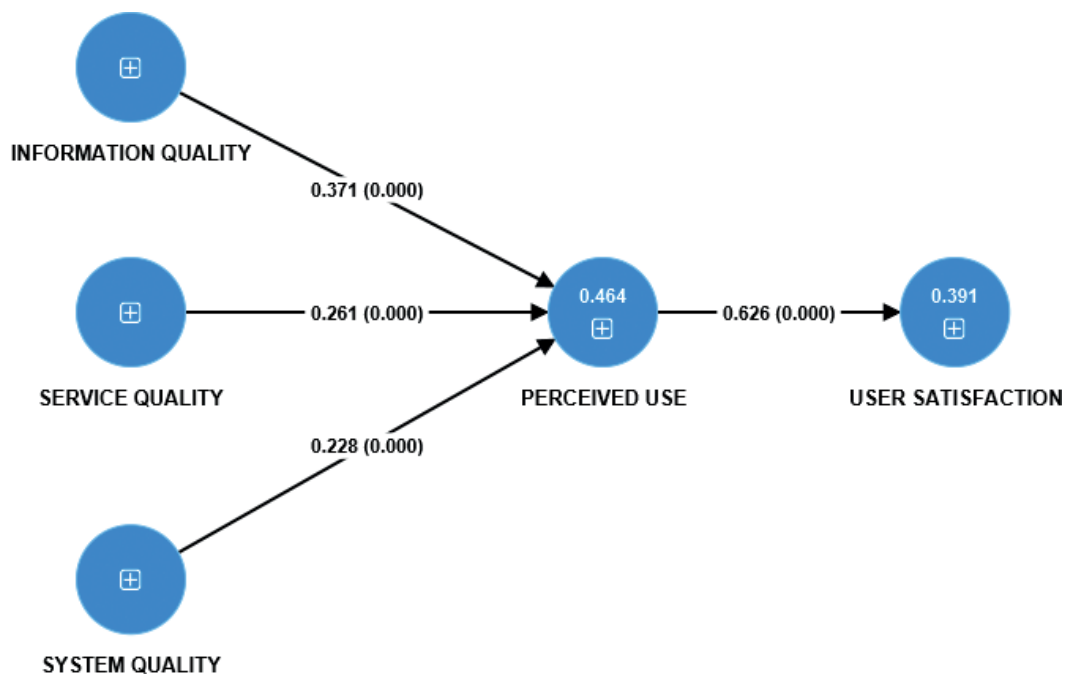 INFORMATION QUALITY
0.371 (0.000)
SERVICE QUALITY
0.261 (0.000)
0.464
PERCEIVED USE
0.626 (0.000)
0.391
USER SATISFACTION
0.228 (0.000)
SYSTEM QUALITY